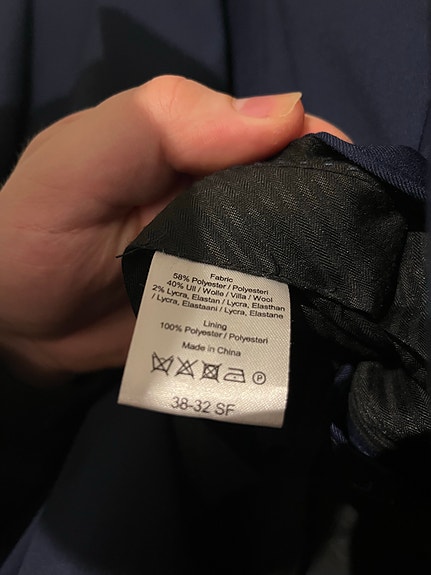 Fabric
58% Polyester / Polyesteri
40% Ull / Wolle / Villa / Wool
2% Lycra, Elastan / Lycra, Elasthan
/ Lycra, Elastaani / Lycra, Elastane
Lining
100% Polyester / Polyesteri
Made in China
P
38-32 SF